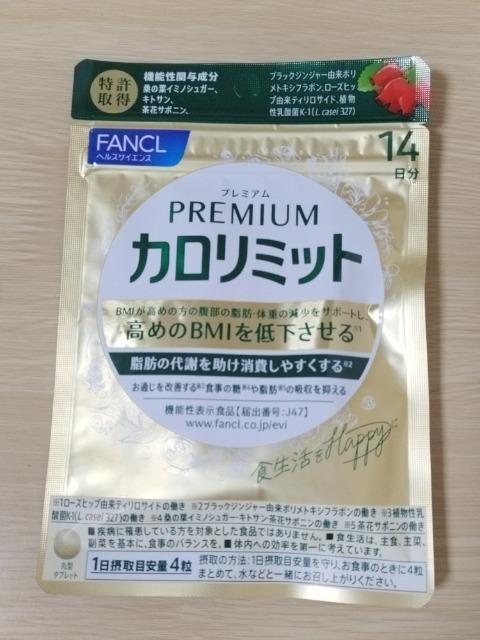 特許
取得
機能性関与成分
桑の葉イミノシュガー、
キトサン、
茶花サポニン、
ブラックジンジャー由来ポリ
メトキシフラボン、ローズヒッ
プ由来ティリロサイド、植物
性乳酸菌K-1(L. casei 327)
FANCL
ヘルスサイエンス
14
日分
プレミアム
PREMIUM
カロリミット
BMIが高めの方の腹部の脂肪・体重の減少をサポートし、
高めのBMIを低下させる※1
脂肪の代謝を助け消費しやすくする※2
お通じを改善する※3食事の糖※4や脂肪※5の吸収を抑える
機能性表示食品【届出番号:J47】
www.fancl.co.jp/evi
食生活をHappyに
※1ローズヒップ由来ティリロサイドの働き ※2ブラックジンジャー由来ポリメトキシフラボンの働き ※3植物性乳
酸菌K-1(L. casei 327)の働き ※4桑の葉イミノシュガー・キトサン・茶花サポニンの働き ※5茶花サポニンの働き
■疾病に罹患している方を対象とした食品ではありません。■食生活は、主食、主菜、
副菜を基本に、食事のバランスを。■体内への効率を第一に考えています。
丸型
タブレット
1日摂取目安量4粒
摂取の方法:1日摂取目安量を守り、お食事のときに4粒
まとめて、水などと一緒にお召し上がりください。